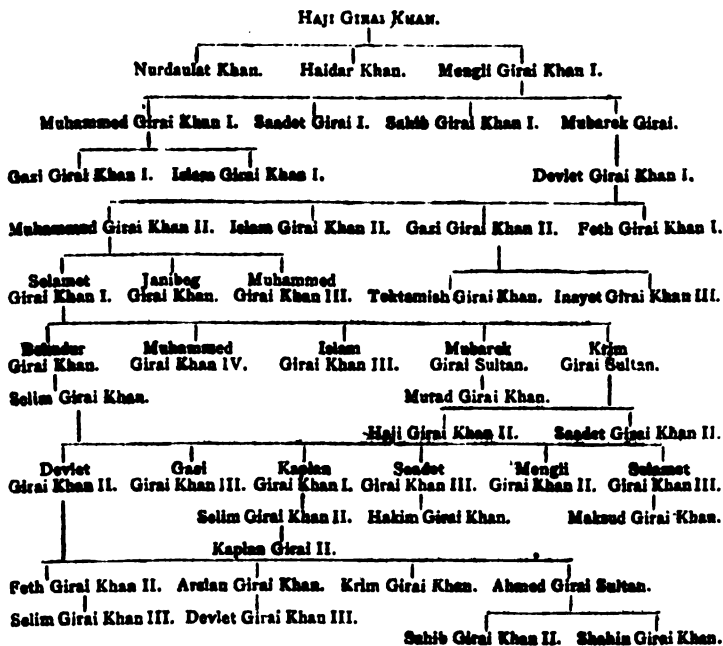 HAJI GIRAI KHAN.
Nurdaulat Khan. Haidar Khan. Mengli Girai Khan I.
Muhammed Girai Khan I. Saadet Girai I. Sahib Girai Khan I. Mubarek Girai.
Gazi Girai Khan I. Islam Girai Khan I. Devlet Girai Khan I.
Muhammed Girai Khan II. Islam Girai Khan II. Gazi Girai Khan II. Feth Girai Khan I.
Selamet Janibeg Muhammed
Girai Khan I. Girai Khan. Girai Khan III. Toktamish Girai Khan. Inayet Girai Khan III.
Behadur Muhammed Islam Mubarek Krim
Girai Khan. Girai Khan IV. Girai Khan III. Girai Sultan. Girai Sultan.
Selim Girai Khan. Murad Girai Khan.
Haji Girai Khan II. Saadet Girai Khan II.
Devlet Gasi Kaplan Saadet Mengli Selamet
Girai Khan II. Girai Khan III. Girai Khan I. Girai Khan III. Girai Khan II. Girai Khan III.
Selim Girai Khan II. Hakim Girai Khan. Maksud Girai Khan.
Kaplan Girai II.
Feth Girai Khan II. Arslan Girai Khan. Krim Girai Khan. Ahmed Girai Sultan.
Selim Girai Khan III. Devlet Girai Khan III.
Sahib Girai Khan II. Shahin Girai Khan.